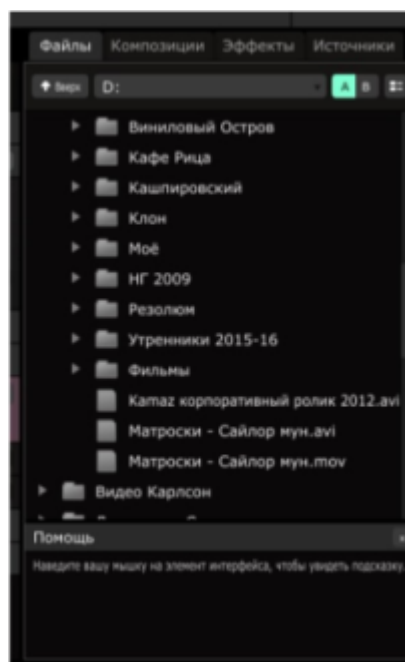 Файлы Композиции Эффекты Источники
Вверх D: A B
Виниловый Остров
Кафе Рица
Кашпировский
Клон
Моё
НГ 2009
Резолюм
Утренники 2015-16
Фильмы
Kamaz корпоративный ролик 2012.avi
Матроски - Сайлор мун.avi
Матроски - Сайлор мун.mov
Видео Карлсон
Помощь
Наведите вашу мышку на элемент интерфейса, чтобы увидеть подсказку.